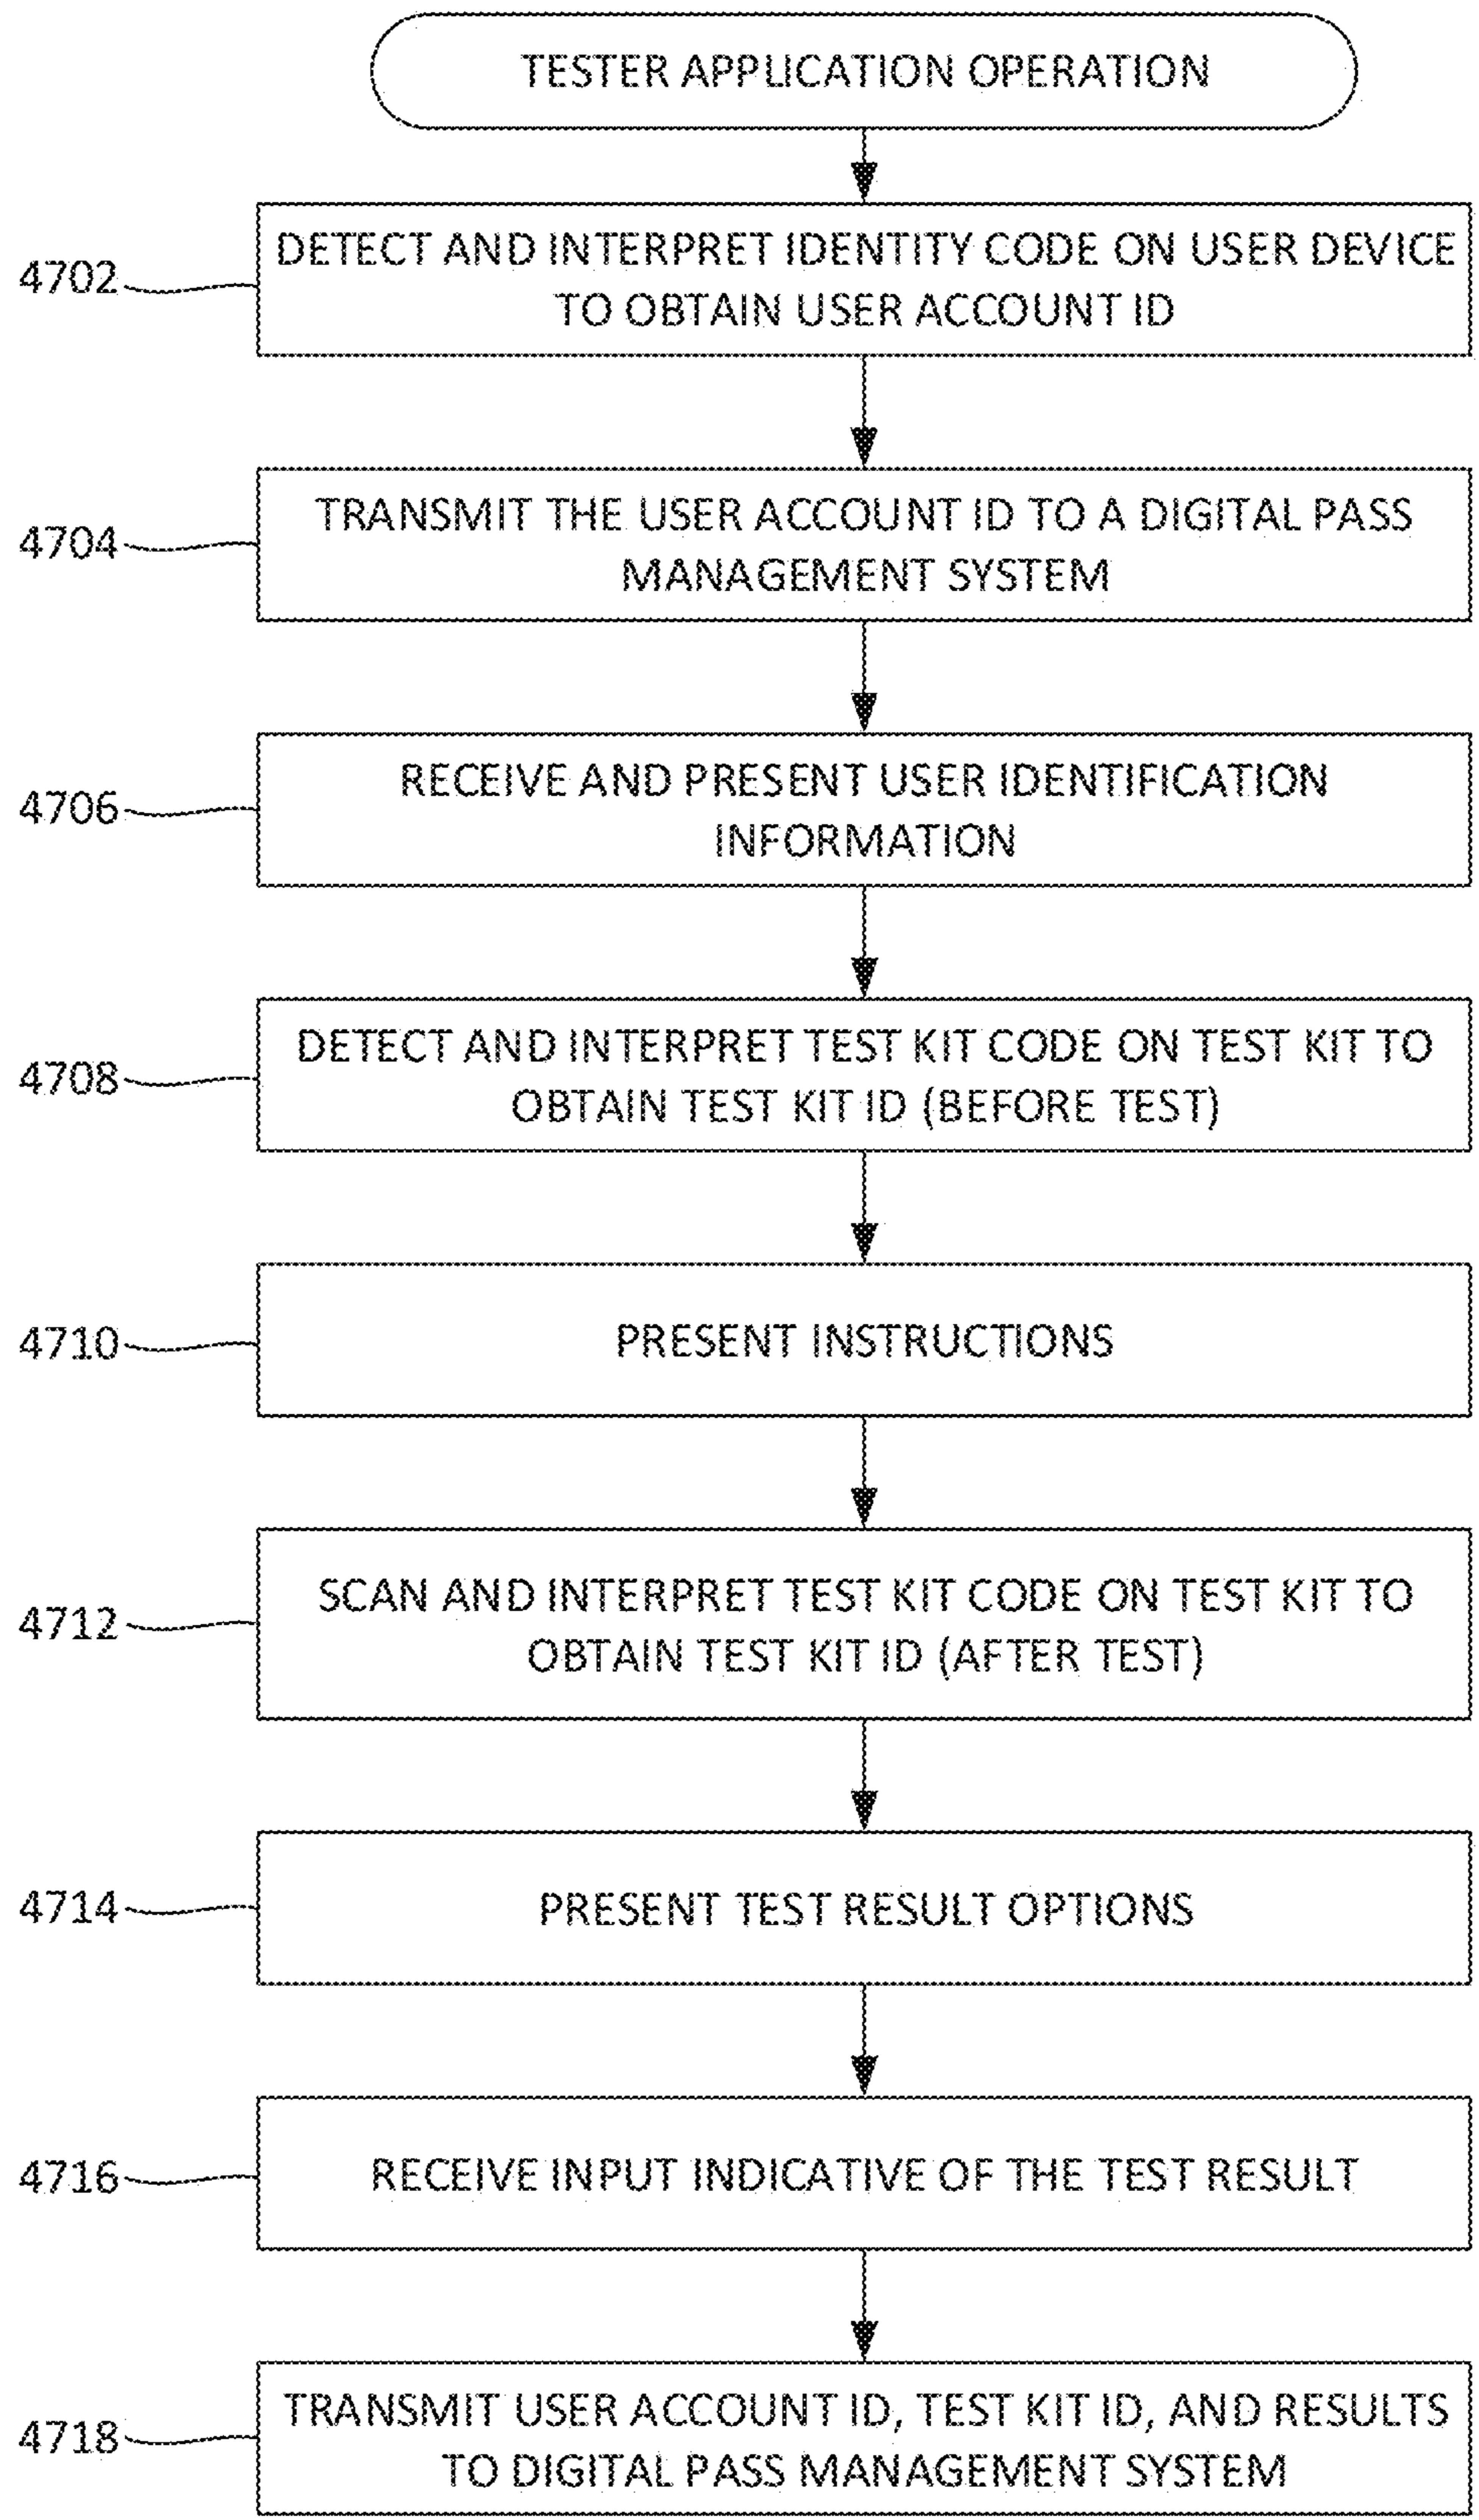 TESTER APPLICATION OPERATION
4702
DETECT AND INTERPRET IDENTITY CODE ON USER DEVICE
TO OBTAIN USER ACCOUNT ID
4704
TRANSMIT THE USER ACCOUNT ID TO A DIGITAL PASS
MANAGEMENT SYSTEM
4706
RECEIVE AND PRESENT USER IDENTIFICATION
INFORMATION
4708
DETECT AND INTERPRET TEST KIT CODE ON TEST KIT TO
OBTAIN TEST KIT ID (BEFORE TEST)
4710
PRESENT INSTRUCTIONS
4712
SCAN AND INTERPRET TEST KIT CODE ON TEST KIT TO
OBTAIN TEST KIT ID (AFTER TEST)
4714
PRESENT TEST RESULT OPTIONS
4716
RECEIVE INPUT INDICATIVE OF THE TEST RESULT
4718
TRANSMIT USER ACCOUNT ID, TEST KIT ID, AND RESULTS
TO DIGITAL PASS MANAGEMENT SYSTEM